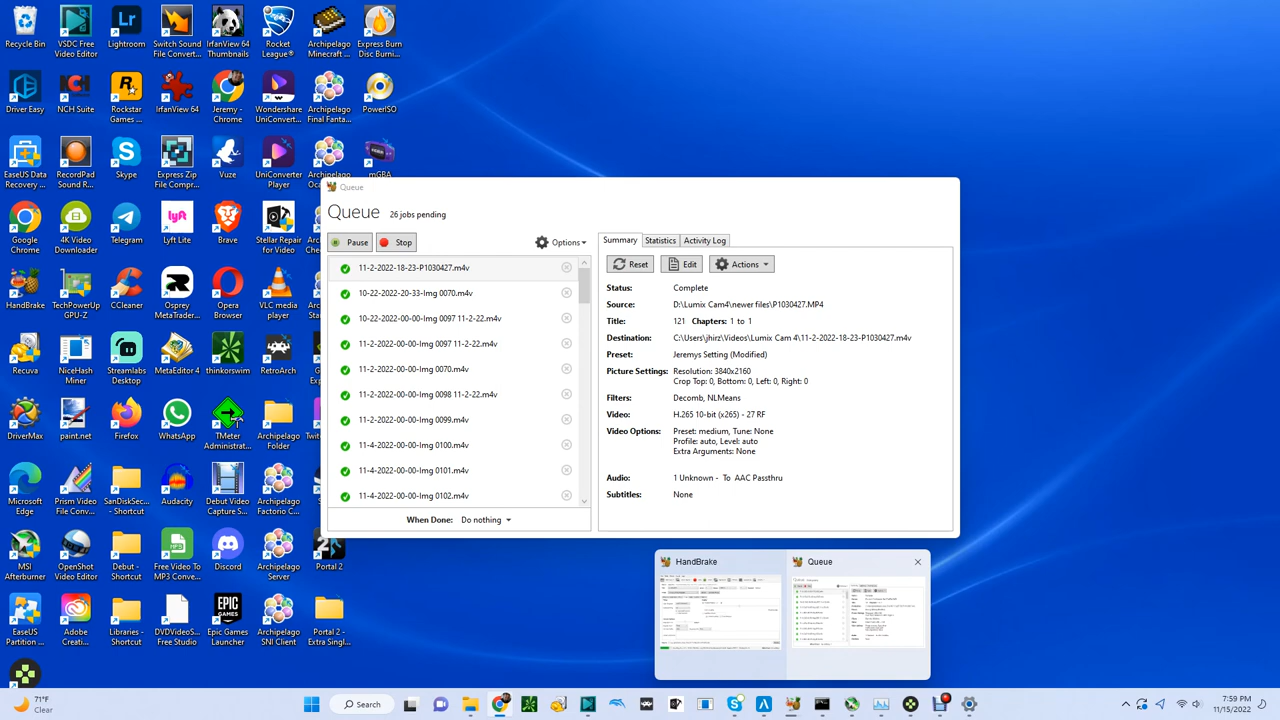 Recycle Bin
VSDC Free
Video Editor
Lightroom
Switch Sound
File Convert...
IrfanView 64
Thumbnails
Rocket
League®
Archipelago
Minecraft ...
Express Burn
Disc Burni...
Driver Easy
NCH Suite
Rockstar
Games ...
IrfanView 64
Jeremy -
Chrome
Wondershare
UniConvert...
Archipelago
Final Fantas...
PowerISO
EaseUS Data
Recovery ...
RecordPad
Sound R...
Skype
Express Zip
File Compr...
Vuze
UniConverter
Player
Archipelago
Ocar...
mGBA
Google
Chrome
4K Video
Downloader
Telegram
Lyft Lite
Brave
Stellar Repair
for Video
HandBrake
TechPowerUp
GPU-Z
CCleaner
Osprey
MetaTrader...
Opera
Browser
VLC media
player
Recuva
NiceHash
Miner
Streamlabs
Desktop
MetaEditor 4
thinkorswim
RetroArch
DriverMax
paint.net
Firefox
WhatsApp
TMeter
Administrat...
Archipelago
Folder
Microsoft
Edge
Prism Video
File Conv...
SanDiskSec...
- Shortcut
Audacity
Debut Video
Capture S...
Archipelago
Factorio C...
MSI
Afterburner
OpenShot
Video Editor
debut -
Shortcut
Free Video To
MP3 Conve...
Discord
Archipelago
Server
Portal 2
EaseUS
Adobe
FL Studio
Epic Games
Launcher
SNI Client
Extra Singl...
Queue
Queue 26 jobs pending
Pause Stop Options
11-2-2022-18-23-P1030427.m4v
10-22-2022-20-33-Img 0070.m4v
10-22-2022-00-Img 0097 11-2-22.m4v
11-2-2022-00-00-Img 0097 11-2-22.m4v
11-2-2022-00-00-Img 0070.m4v
11-2-2022-00-00-Img 0098 11-2-22.m4v
11-2-2022-00-00-Img 0099.m4v
11-4-2022-00-00-Img 0100.m4v
11-4-2022-00-00-Img 0101.m4v
11-4-2022-00-00-Img 0102.m4v
When Done: Do nothing
Summary Statistics Activity Log
Reset Edit Actions
Status: Complete
Source: D:\Lumix Cam4\newer files\P1030427.MP4
Title: 121 Chapters: 1 to 1
Destination: C:\Users\jhirz\Videos\Lumix Cam 4\11-2-2022-18-23-P1030427.m4v
Preset: Jeremys Setting (Modified)
Picture Settings: Resolution: 3840x2160
Crop Top: 0, Bottom: 0, Left: 0, Right: 0
Filters: Decomb, NLMeans
Video: H.265 10-bit (x265) - 27 RF
Video Options: Preset: medium, Tune: None
Profile: auto, Level: auto
Extra Arguments: None
Audio: 1 Unknown - To AAC Passthru
Subtitles: None
HandBrake Queue
71°F
Clear
Search
7:59 PM
11/15/2022